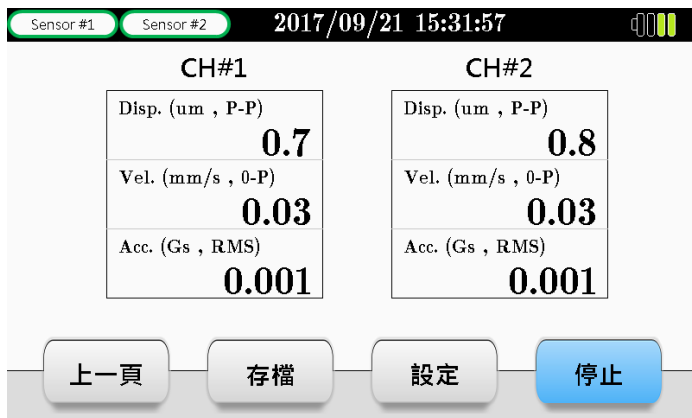 Sensor #1 Sensor #2 2017/09/21 15:31:57
CH#1 CH#2
Disp. (um , P-P) Disp. (um , P-P)
0.7 0.8
Vel. (mm/s , 0-P) Vel. (mm/s , 0-P)
0.03 0.03
Acc. (Gs , RMS) Acc. (Gs , RMS)
0.001 0.001
上一頁 存檔 設定 停止